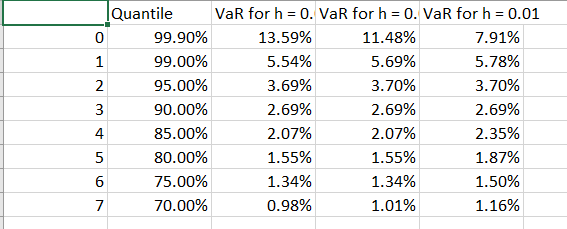 Quantile VaR for h = 0. VaR for h = 0. VaR for h = 0.01
0 99.90% 13.59% 11.48% 7.91%
1 99.00% 5.54% 5.69% 5.78%
2 95.00% 3.69% 3.70% 3.70%
3 90.00% 2.69% 2.69% 2.69%
4 85.00% 2.07% 2.07% 2.35%
5 80.00% 1.55% 1.55% 1.87%
6 75.00% 1.34% 1.34% 1.50%
7 70.00% 0.98% 1.01% 1.16%